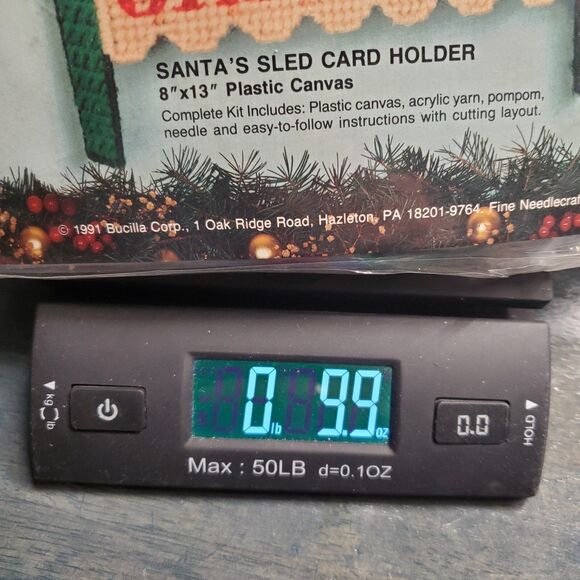 SANTA'S SLED CARD HOLDER
8"x13" Plastic Canvas
Complete Kit Includes: Plastic canvas, acrylic yarn, pompom,
needle and easy-to-follow instructions with cutting layout.
© 1991 Bucilla Corp., 1 Oak Ridge Road, Hazleton, PA 18201-9764, Fine Needlecraf
kg lb
0 lb 9.9 oz
0.0
HOLD
Max : 50LB d=0.1OZ